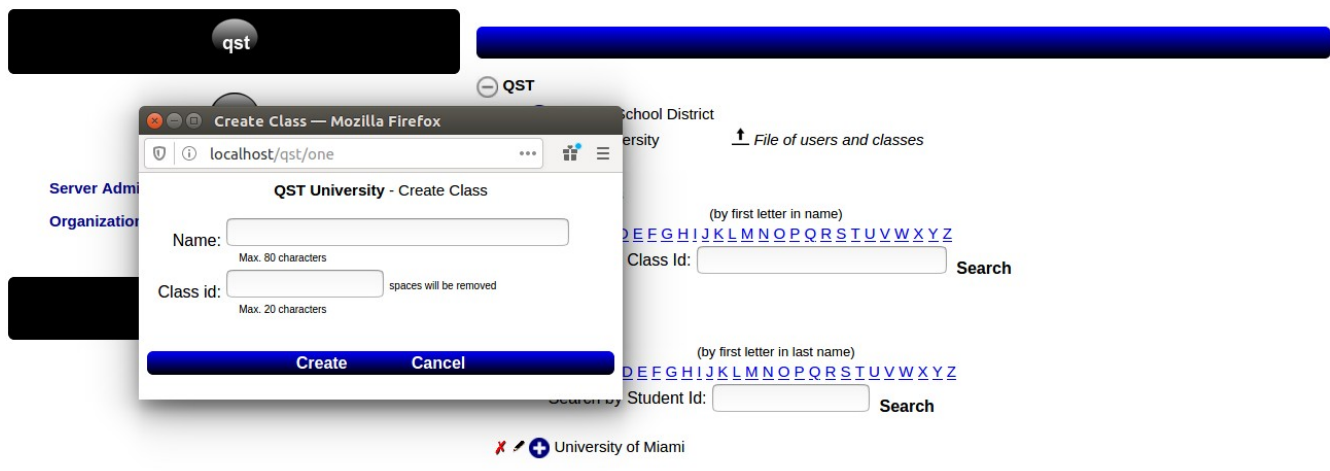 qst
QST
School District
ersity
File of users and classes
Create Class — Mozilla Firefox
localhost/qst/one
QST University - Create Class
Name:
Max. 80 characters
Class id:
spaces will be removed
Max. 20 characters
Create Cancel
Server Admi
Organization
(by first letter in name)
D E F G H I J K L M N O P Q R S T U V W X Y Z
Class Id:
Search
(by first letter in last name)
D E F G H I J K L M N O P Q R S T U V W X Y Z
Search by Student Id:
Search
University of Miami